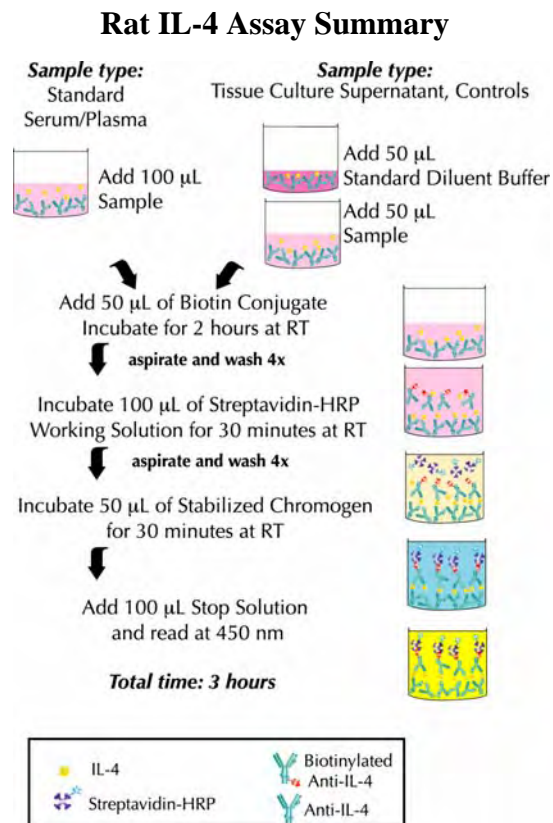 Rat IL-4 Assay Summary
Sample type:
Standard
Serum/Plasma
Sample type:
Tissue Culture Supernatant, Controls
Add 100 µL
Sample
Add 50 µL
Standard Diluent Buffer
Add 50 µL
Sample
Add 50 µL of Biotin Conjugate
Incubate for 2 hours at RT
aspirate and wash 4x
Incubate 100 µL of Streptavidin-HRP
Working Solution for 30 minutes at RT
aspirate and wash 4x
Incubate 50 µL of Stabilized Chromogen
for 30 minutes at RT
Add 100 µL Stop Solution
and read at 450 nm
Total time: 3 hours
IL-4
Streptavidin-HRP
Biotinylated
Anti-IL-4
Anti-IL-4